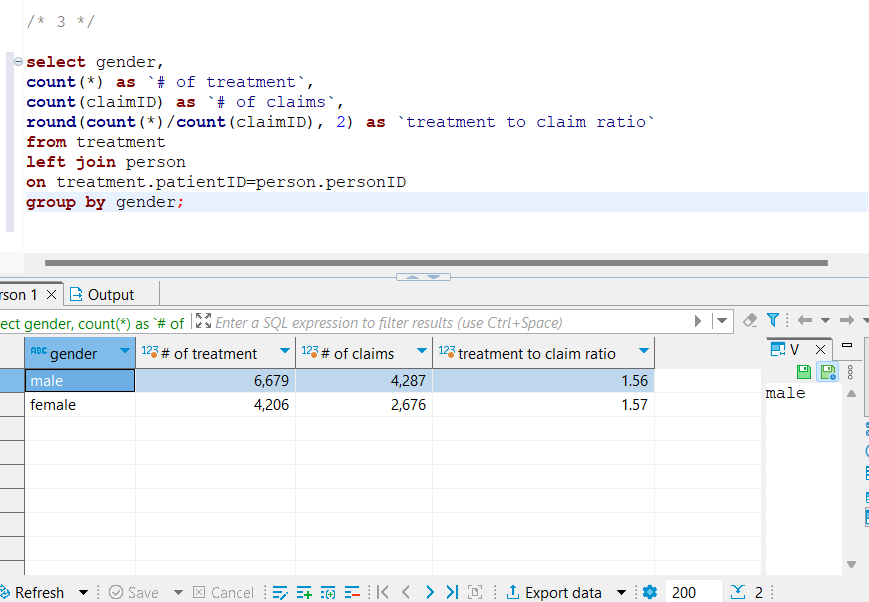 /* 3 */
select gender,
count(*) as `# of treatment`,
count(claimID) as `# of claims`,
round(count(*)/count(claimID), 2) as `treatment to claim ratio`
from treatment
left join person
on treatment.patientID=person.personID
group by gender;
rson 1
Output
ect gender, count(*) as `# of
Enter a SQL expression to filter results (use Ctrl+Space)
ABC gender 123 # of treatment 123 # of claims 123 treatment to claim ratio
male 6,679 4,287 1.56
female 4,206 2,676 1.57
V
male
Refresh Save Cancel Export data 200 2